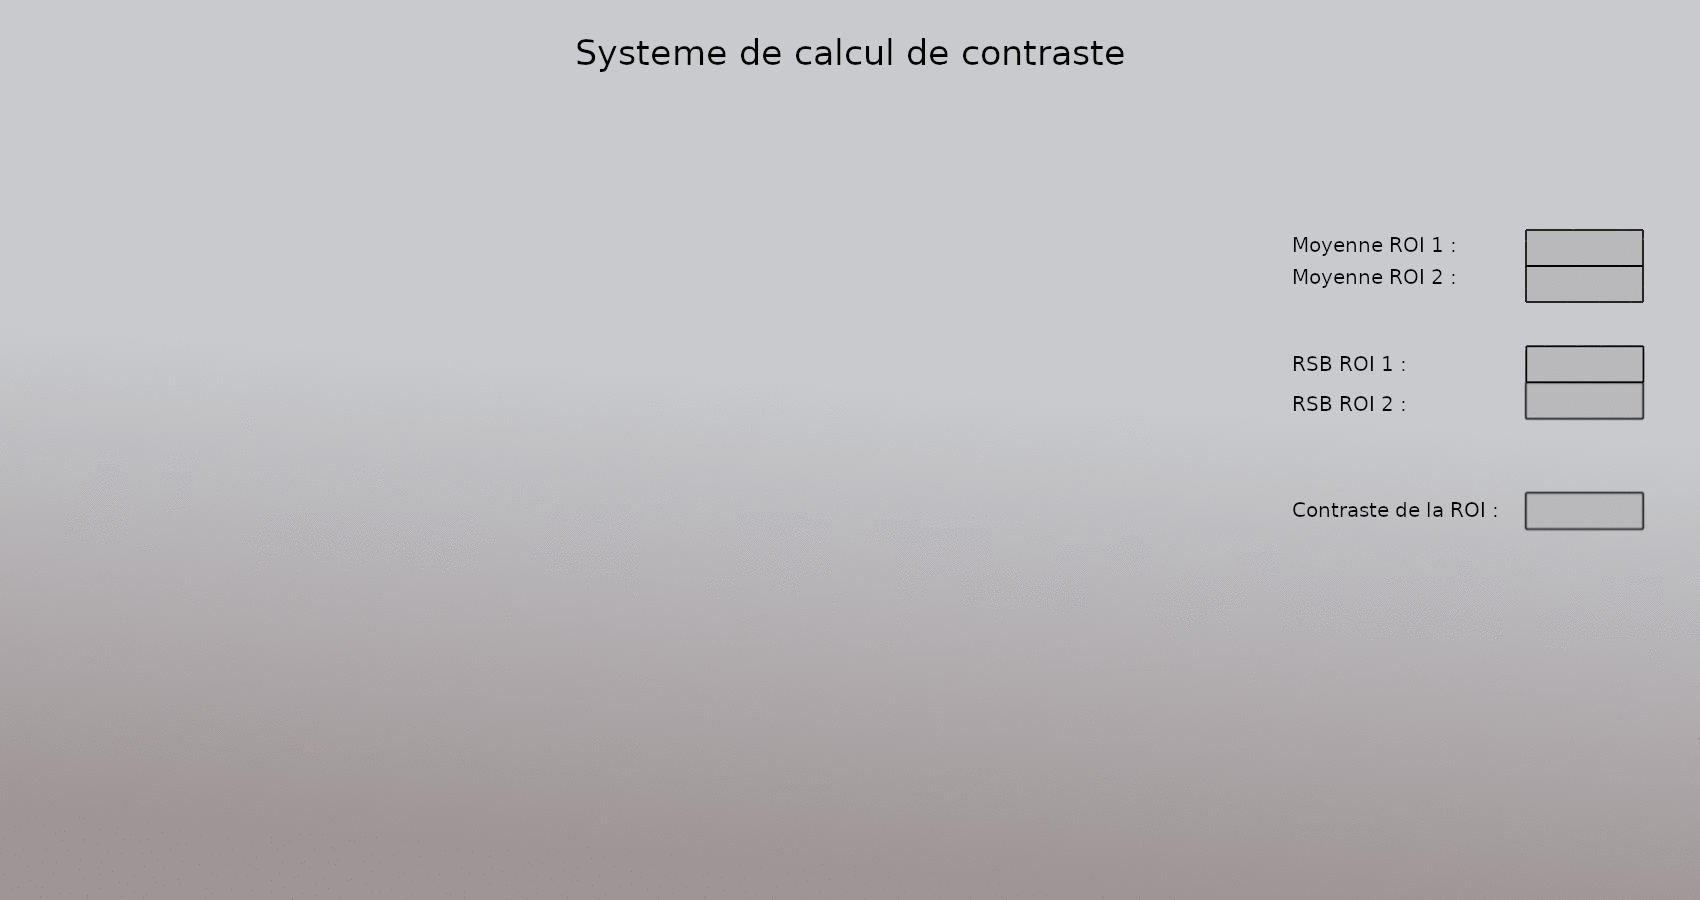 Systeme de calcul de contraste
Moyenne ROI 1 :
Moyenne ROI 2 :
RSB ROI 1 :
RSB ROI 2 :
Contraste de la ROI :